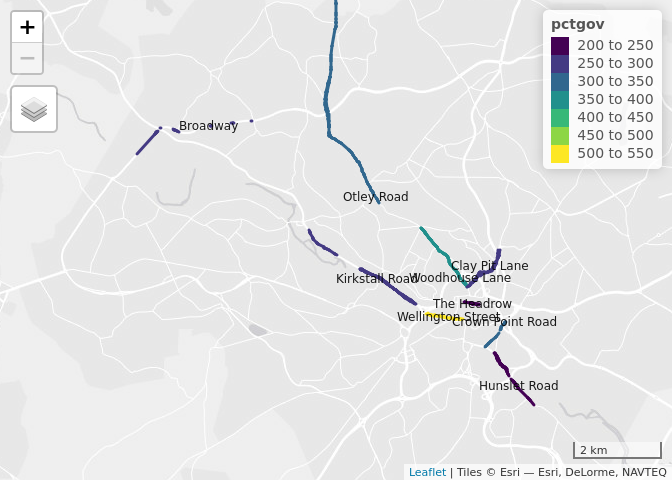 +
−
pctgov
200 to 250
250 to 300
300 to 350
350 to 400
400 to 450
450 to 500
500 to 550
Broadway
Otley Road
Clay Pit Lane
Kirkstall Road
Woodhouse Lane
The Headrow
Wellington Street
Crown Point Road
Hunslet Road
2 km
Leaflet | Tiles © Esri — Esri, DeLorme, NAVTEQ